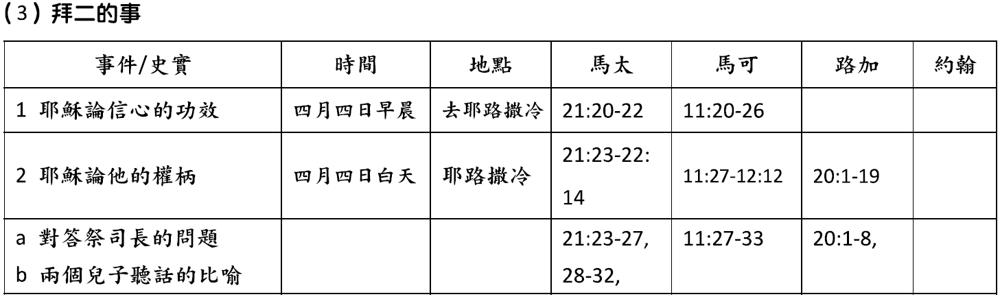 （3）拜二的事
事件/史實 時間 地點 馬太 馬可 路加 約翰
1 耶穌論信心的功效 四月四日早晨 去耶路撒冷 21:20-22 11:20-26
2 耶穌論他的權柄 四月四日白天 耶路撒冷 21:23-22:14 11:27-12:12 20:1-19
a 對答祭司長的問題 21:23-27, 11:27-33 20:1-8,
b 兩個兒子聽話的比喻 28-32,